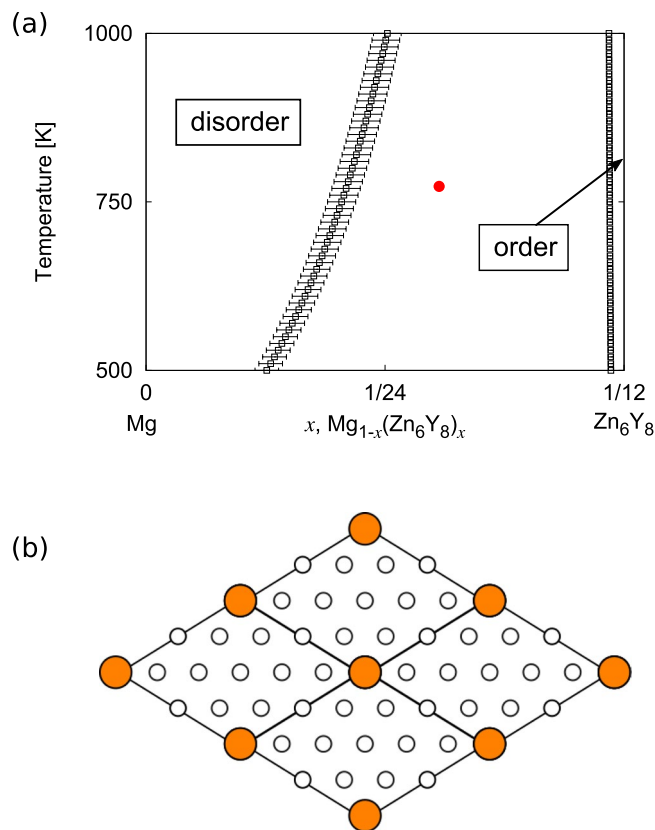 (a)
1000
disorder
Temperature [K]
750
order
500
0 1/24 1/12
Mg x, Mg1-x(Zn6Y8)x Zn6Y8
(b)